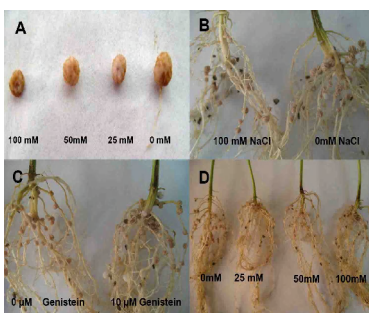 A
100 mM 50mM 25 mM 0 mM
B
100 mM NaCl 0mM NaCl
C
0 µM Genistein 10 µM Genistein
D
0mM 25 mM 50mM 100mM